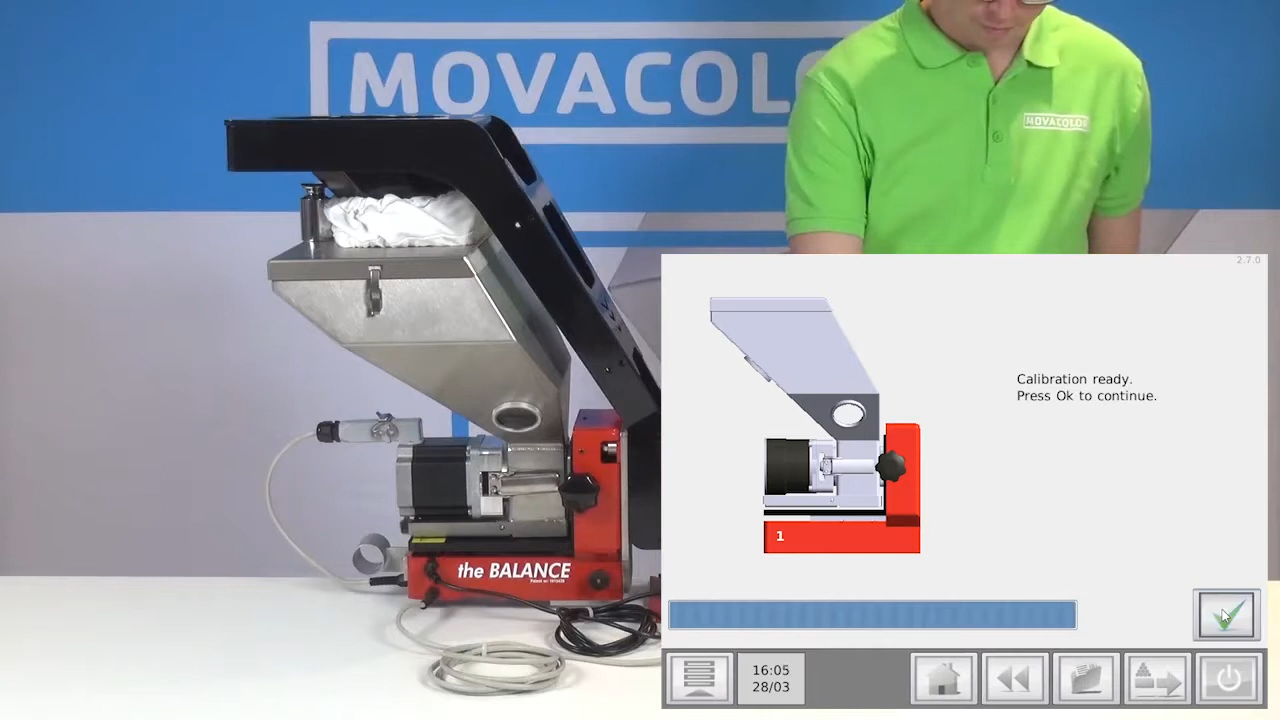 MOVACOLO
MOVACOLOR
2.7.0
Calibration ready.
Press Ok to continue.
1
the BALANCE
16:05
28/03